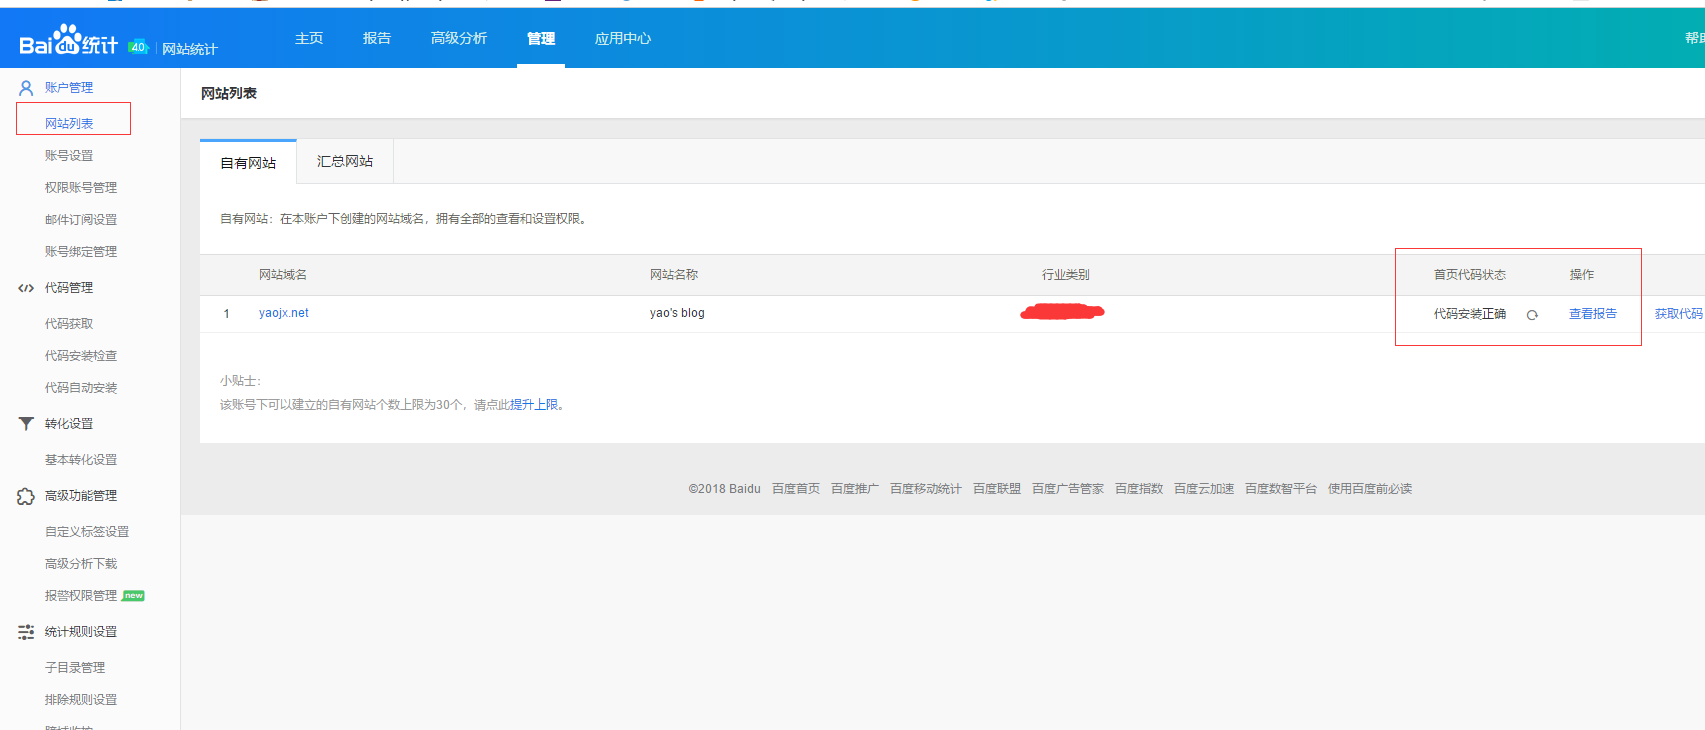 Baidu统计 4.0 网站统计 主页 报告 高级分析 管理 应用中心 帮助
账户管理
网站列表
账号设置
权限账号管理
邮件订阅设置
账号绑定管理
代码管理
代码获取
代码安装检查
代码自动安装
转化设置
基本转化设置
高级功能管理
自定义标签设置
高级分析下载
报警权限管理 new
统计规则设置
子目录管理
排除规则设置
网站列表
自有网站 汇总网站
自有网站：在本账户下创建的网站域名，拥有全部的查看和设置权限。
网站域名 网站名称 行业类别 首页代码状态 操作
1 yaojx.net yao's blog 代码安装正确 查看报告 获取代码
小贴士：
该账号下可以建立的自有网站个数上限为30个，请点此提升上限。
©2018 Baidu 百度首页 百度推广 百度移动统计 百度联盟 百度广告管家 百度指数 百度云加速 百度数智平台 使用百度前必读